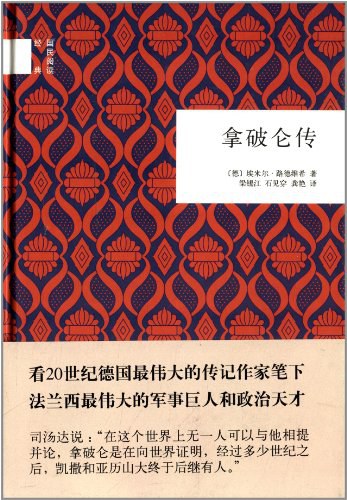 国民阅读
经典
拿破仑传
〔德〕埃米尔·路德维希 著
梁锡江 石见穿 龚艳 译
看20世纪德国最伟大的传记作家笔下
法兰西最伟大的军事巨人和政治天才
司汤达说：“在这个世界上无一人可以与他相提
并论，拿破仑是在向世界证明，经过多少世纪之
后，凯撒和亚历山大终于后继有人。”